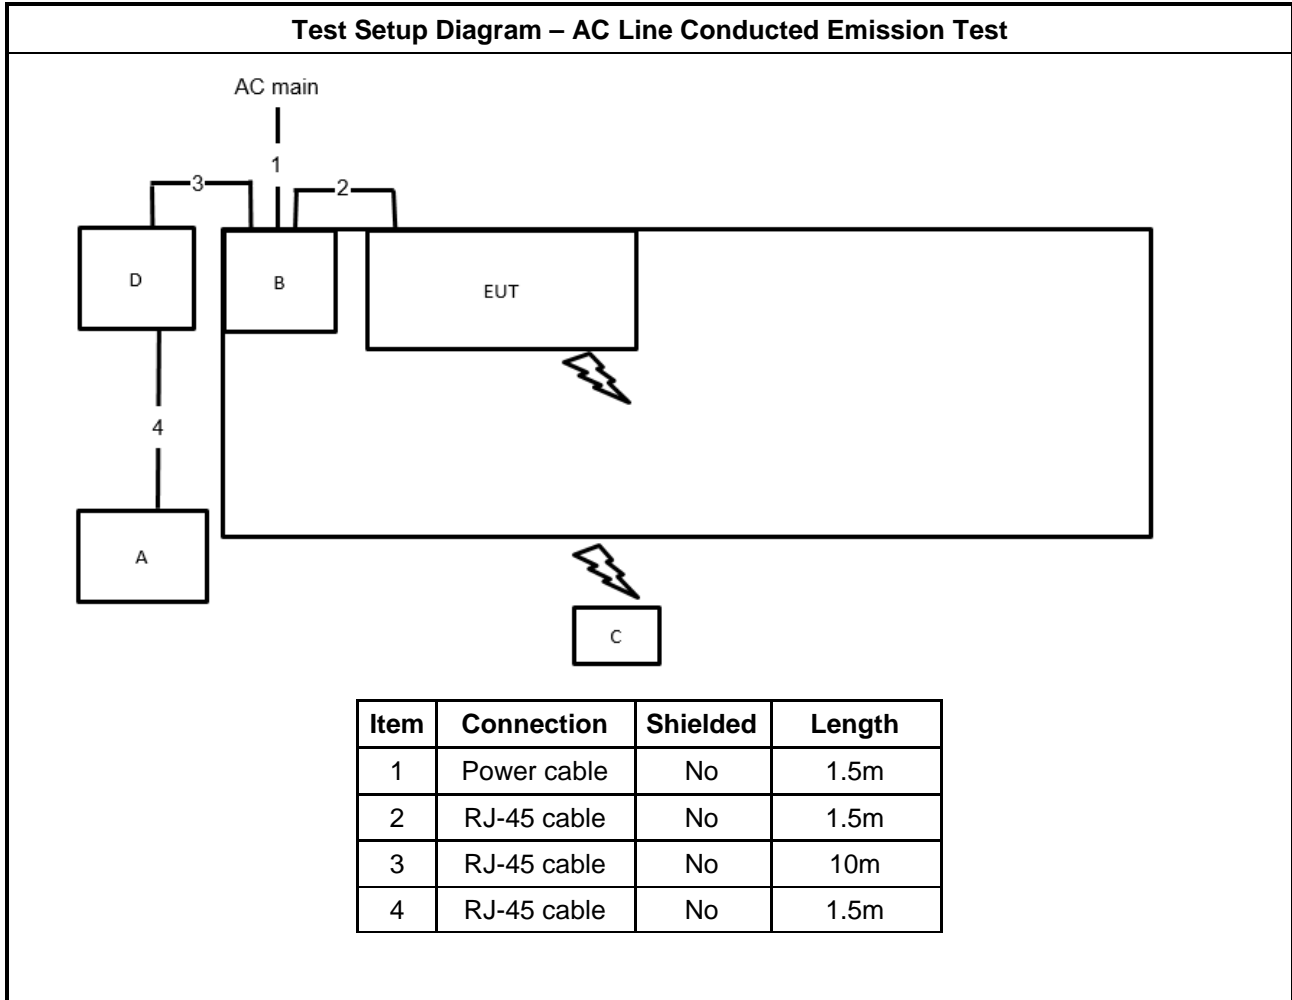 Test Setup Diagram – AC Line Conducted Emission Test
AC main
1
3
2
D
B
EUT
4
A
C
Item Connection Shielded Length
1 Power cable No 1.5m
2 RJ-45 cable No 1.5m
3 RJ-45 cable No 10m
4 RJ-45 cable No 1.5m